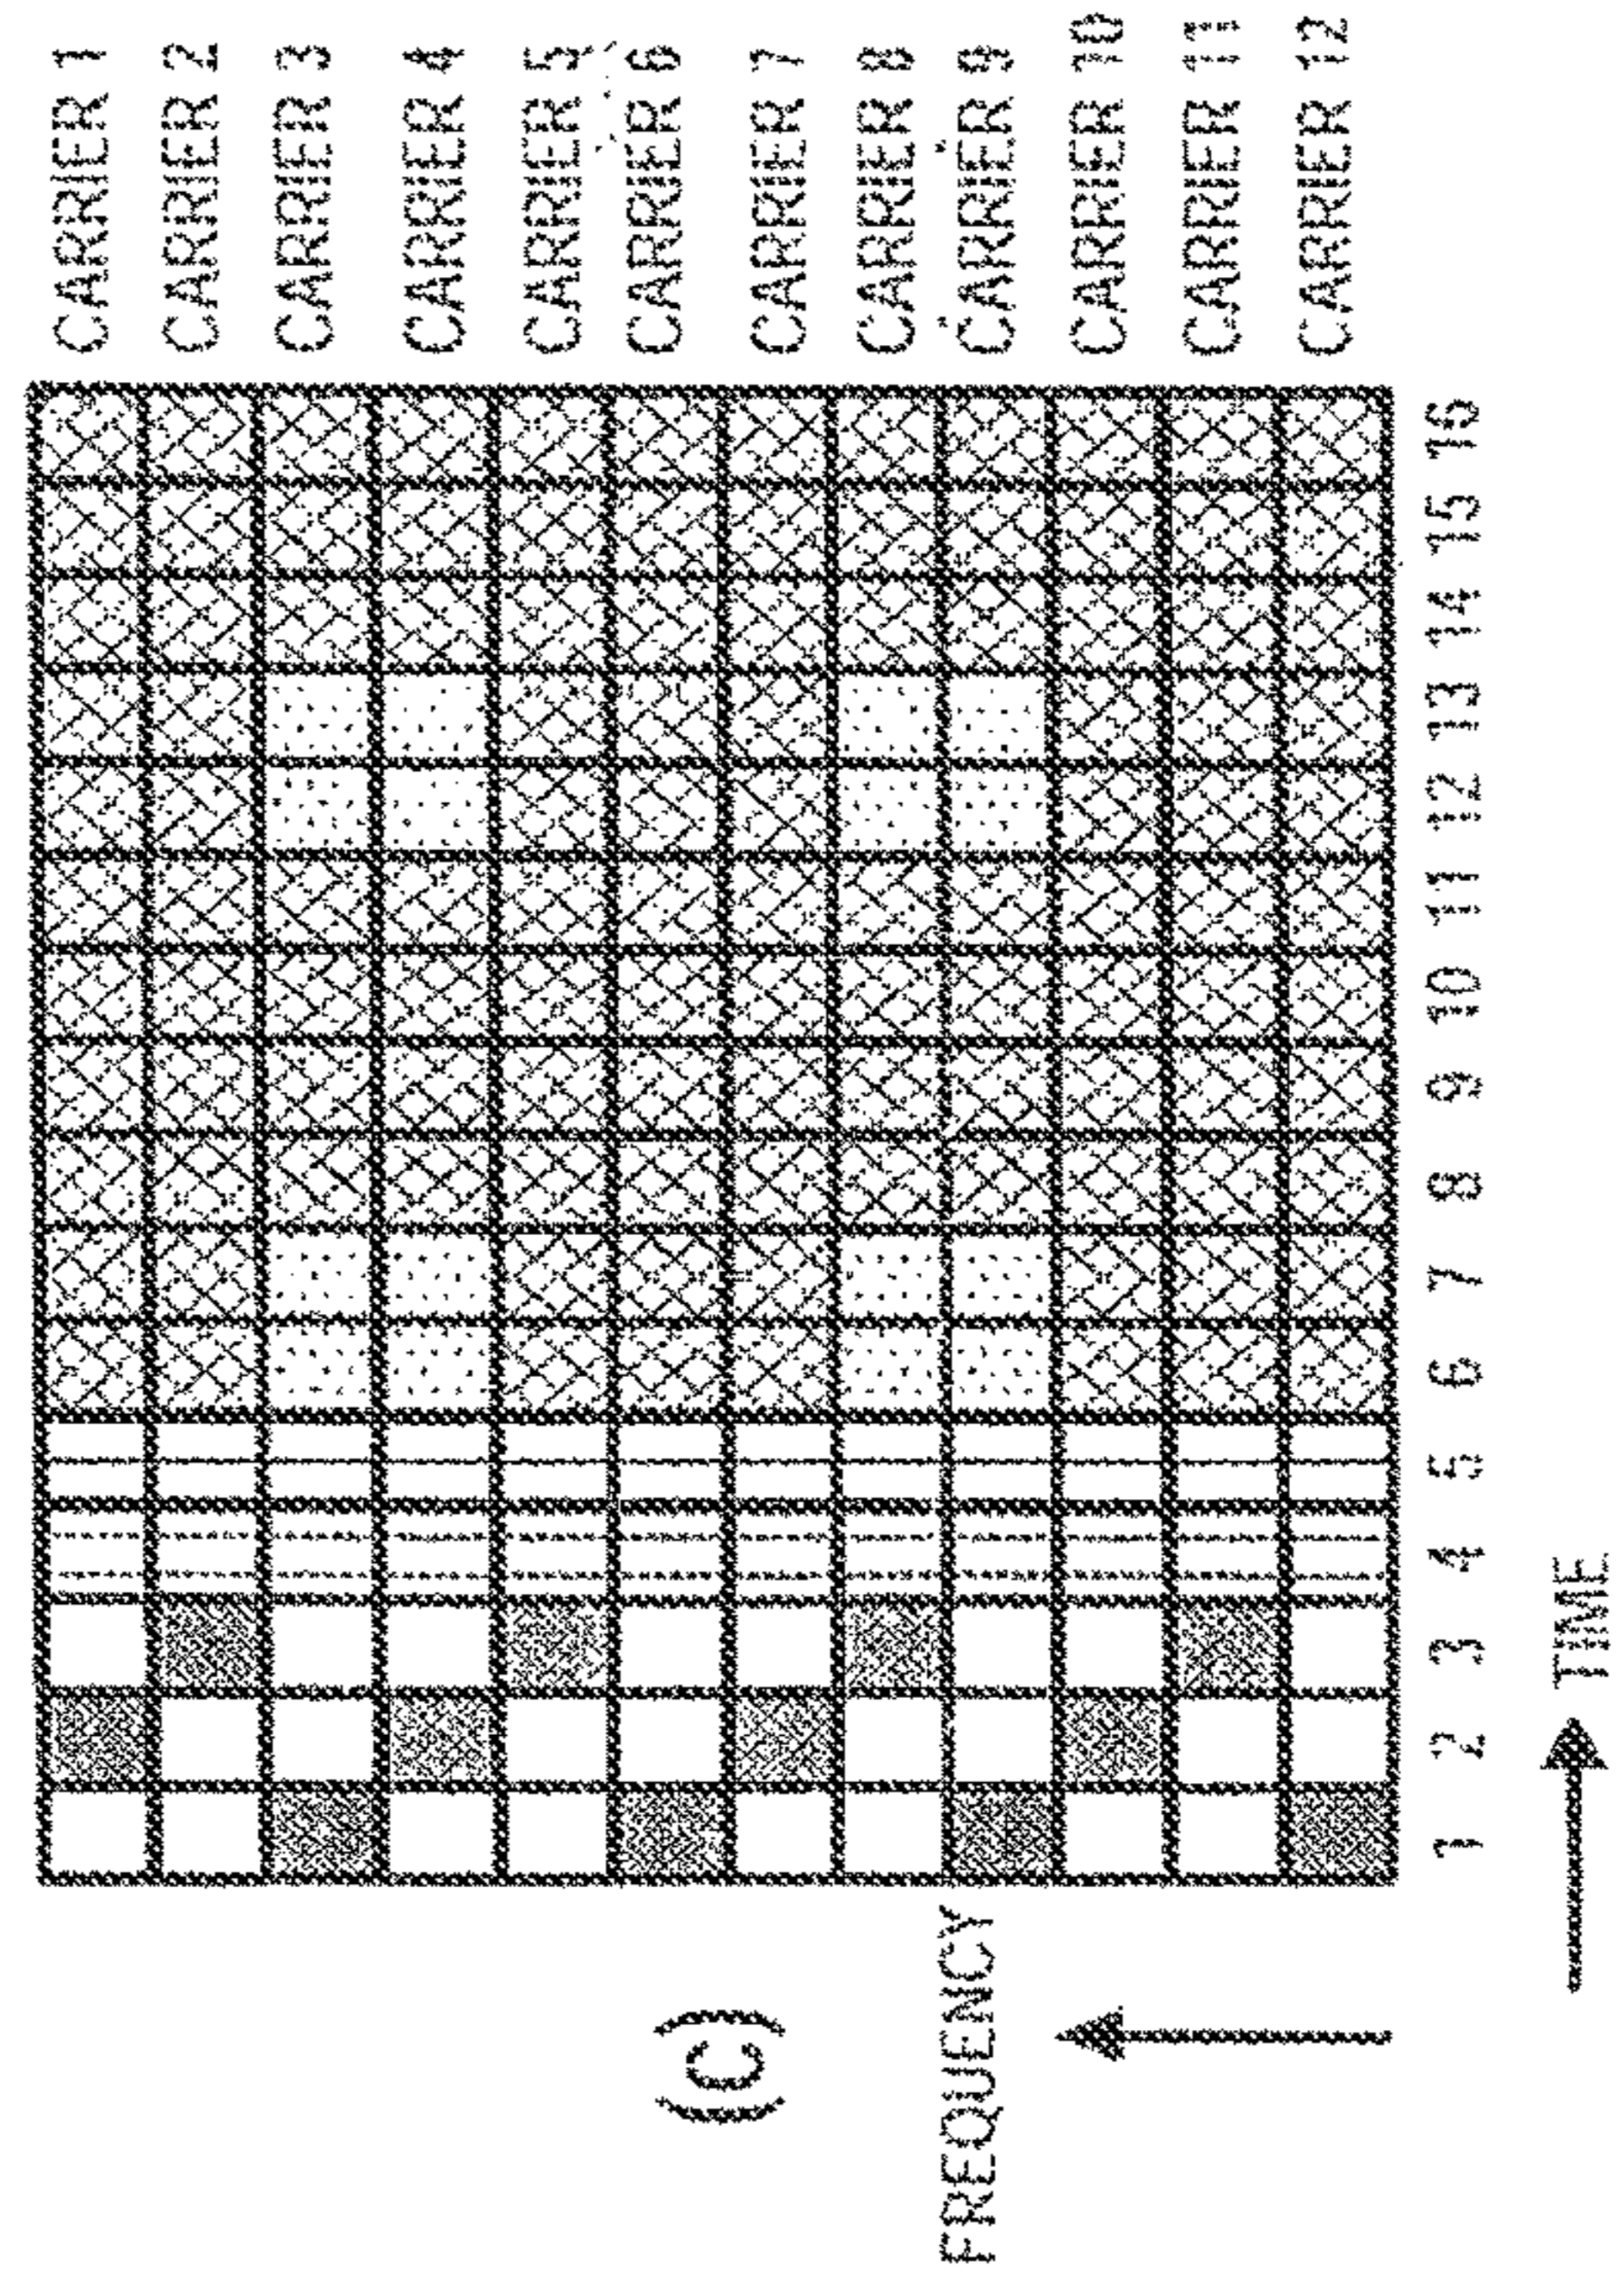 (C)
FREQUENCY
CARRIER 1
CARRIER 2
CARRIER 3
CARRIER 4
CARRIER 5
CARRIER 6
CARRIER 7
CARRIER 8
CARRIER 9
CARRIER 10
CARRIER 11
CARRIER 12
1 2 3 4 5 6 7 8 9 10 11 12 13 14 15 16
TIME